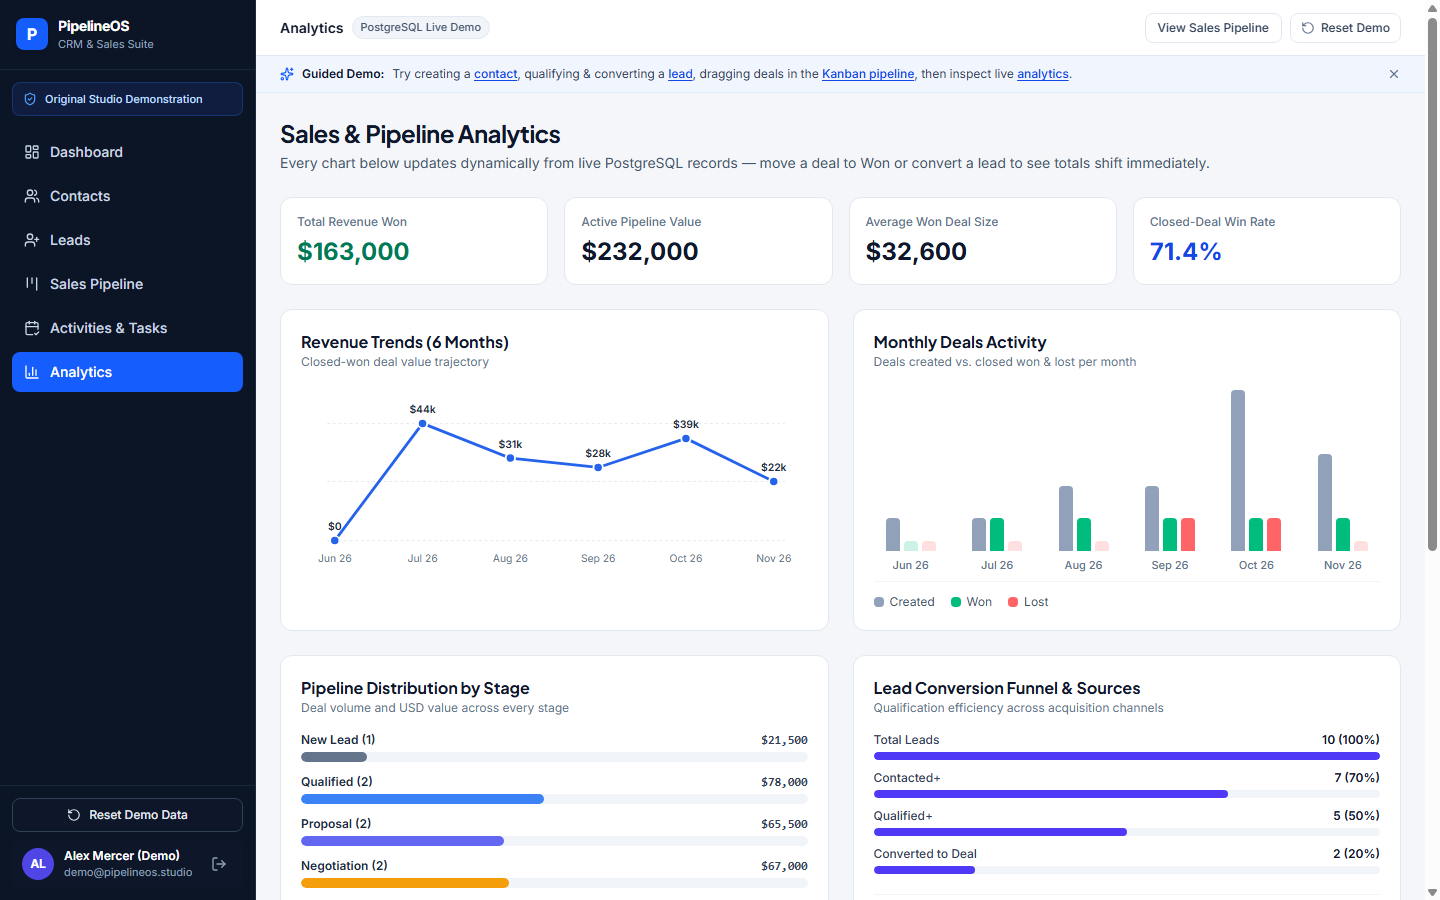 P
PipelineOS
CRM & Sales Suite
Original Studio Demonstration
Dashboard
Contacts
Leads
Sales Pipeline
Activities & Tasks
Analytics
Reset Demo Data
AL
Alex Mercer (Demo)
demo@pipelineos.studio
Analytics
PostgreSQL Live Demo
View Sales Pipeline
Reset Demo
Guided Demo: Try creating a contact, qualifying & converting a lead, dragging deals in the Kanban pipeline, then inspect live analytics.
Sales & Pipeline Analytics
Every chart below updates dynamically from live PostgreSQL records — move a deal to Won or convert a lead to see totals shift immediately.
Total Revenue Won
$163,000
Active Pipeline Value
$232,000
Average Won Deal Size
$32,600
Closed-Deal Win Rate
71.4%
Revenue Trends (6 Months)
Closed-won deal value trajectory
$0 $44k $31k $28k $39k $22k
Jun 26 Jul 26 Aug 26 Sep 26 Oct 26 Nov 26
Monthly Deals Activity
Deals created vs. closed won & lost per month
Jun 26 Jul 26 Aug 26 Sep 26 Oct 26 Nov 26
Created Won Lost
Pipeline Distribution by Stage
Deal volume and USD value across every stage
New Lead (1) $21,500
Qualified (2) $78,000
Proposal (2) $65,500
Negotiation (2) $67,000
Lead Conversion Funnel & Sources
Qualification efficiency across acquisition channels
Total Leads 10 (100%)
Contacted+ 7 (70%)
Qualified+ 5 (50%)
Converted to Deal 2 (20%)